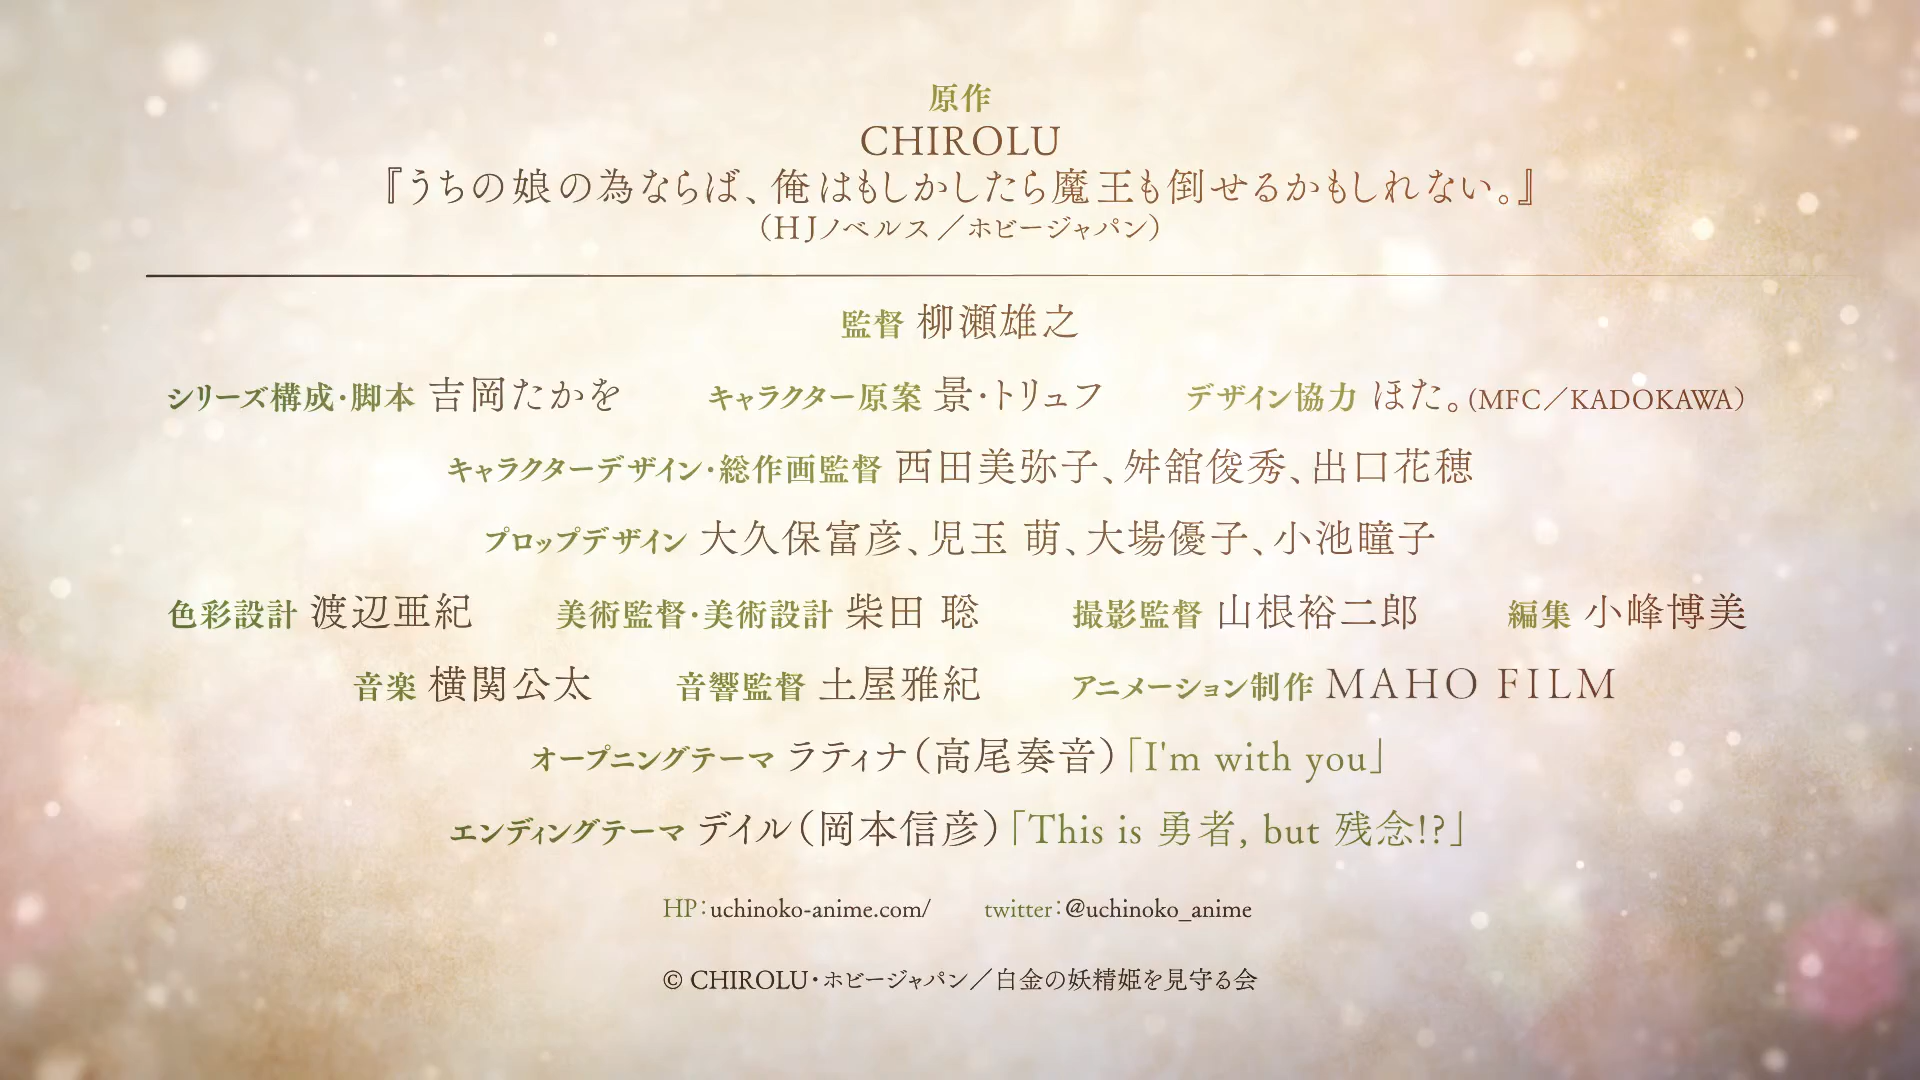 原作
CHIROLU
『うちの娘の為ならば、俺はもしかしたら魔王も倒せるかもしれない。』
（HJノベルス／ホビージャパン）
監督 柳瀬雄之
シリーズ構成・脚本 吉岡たかを キャラクター原案 景・トリュフ デザイン協力 ほた。(MFC／KADOKAWA）
キャラクターデザイン・総作画監督 西田美弥子、舛舘俊秀、出口花穂
プロップデザイン 大久保富彦、児玉 萌、大場優子、小池瞳子
色彩設計 渡辺亜紀 美術監督・美術設計 柴田 聡 撮影監督 山根裕二郎 編集 小峰博美
音楽 横関公太 音響監督 土屋雅紀 アニメーション制作 MAHO FILM
オープニングテーマ ラティナ（高尾奏音）「I'm with you」
エンディングテーマ デイル（岡本信彦）「This is 勇者, but 残念!?」
HP：uchinoko-anime.com/ twitter：@uchinoko_anime
© CHIROLU・ホビージャパン／白金の妖精姫を見守る会